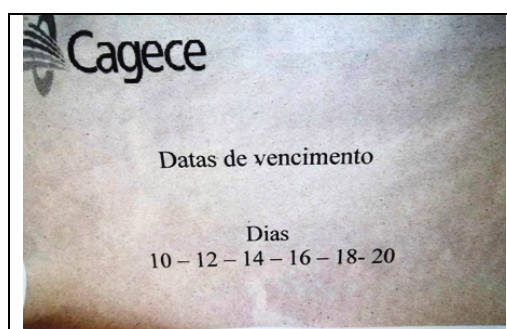 Cagece
Datas de vencimento
Dias
10 – 12 – 14 – 16 – 18- 20